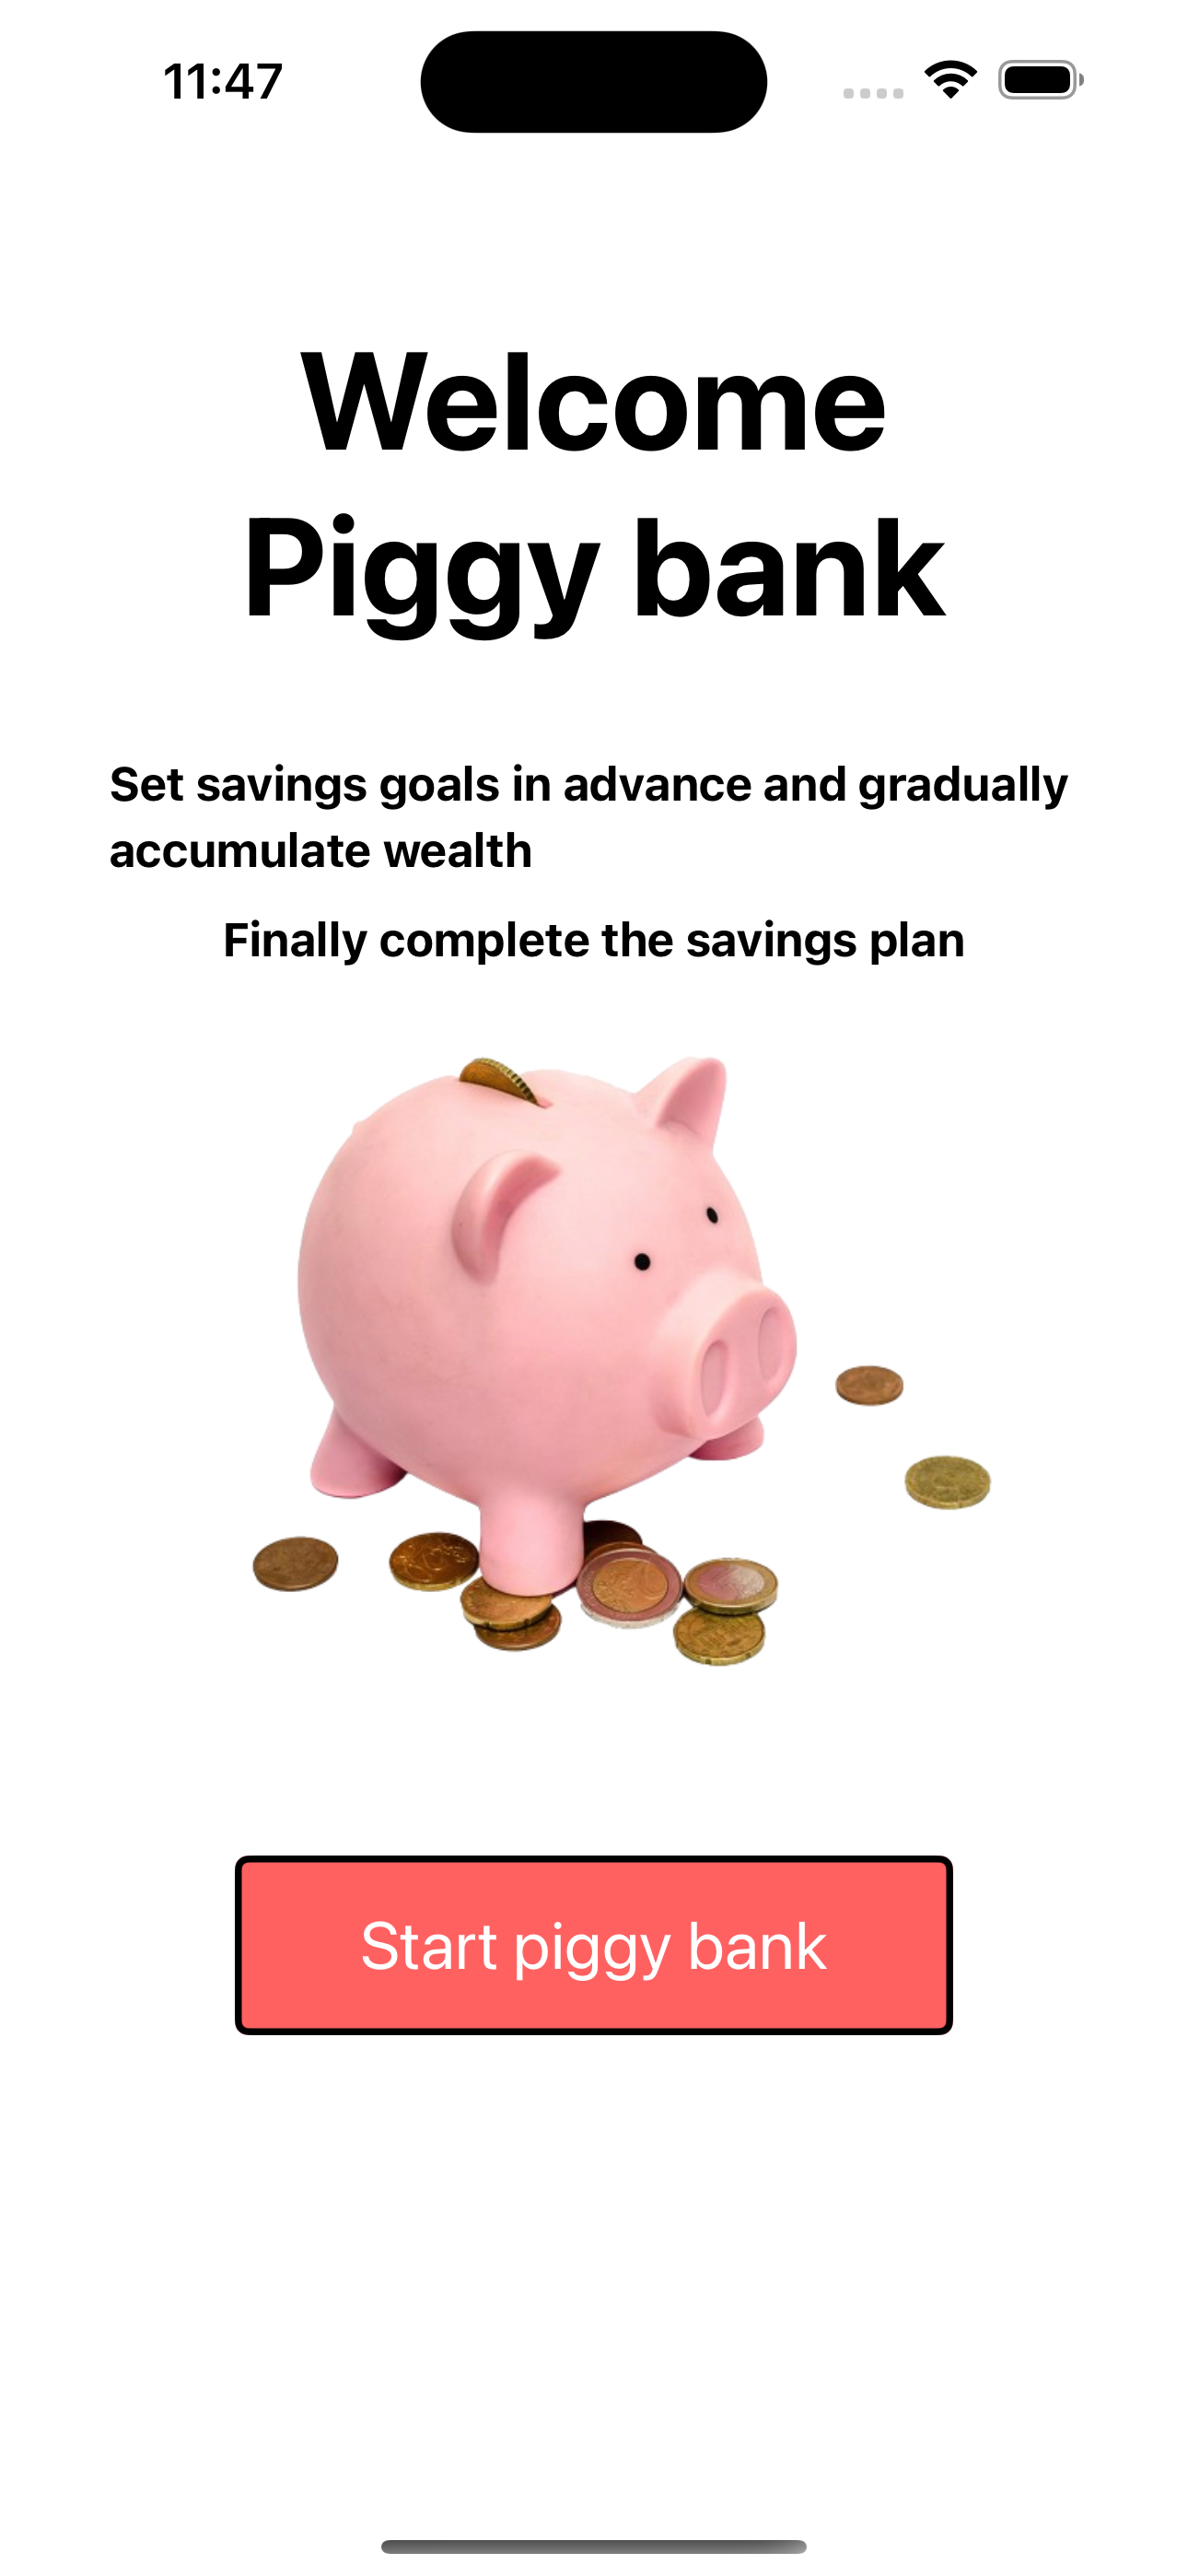 11:47
Welcome
Piggy bank
Set savings goals in advance and gradually
accumulate wealth
Finally complete the savings plan
Start piggy bank